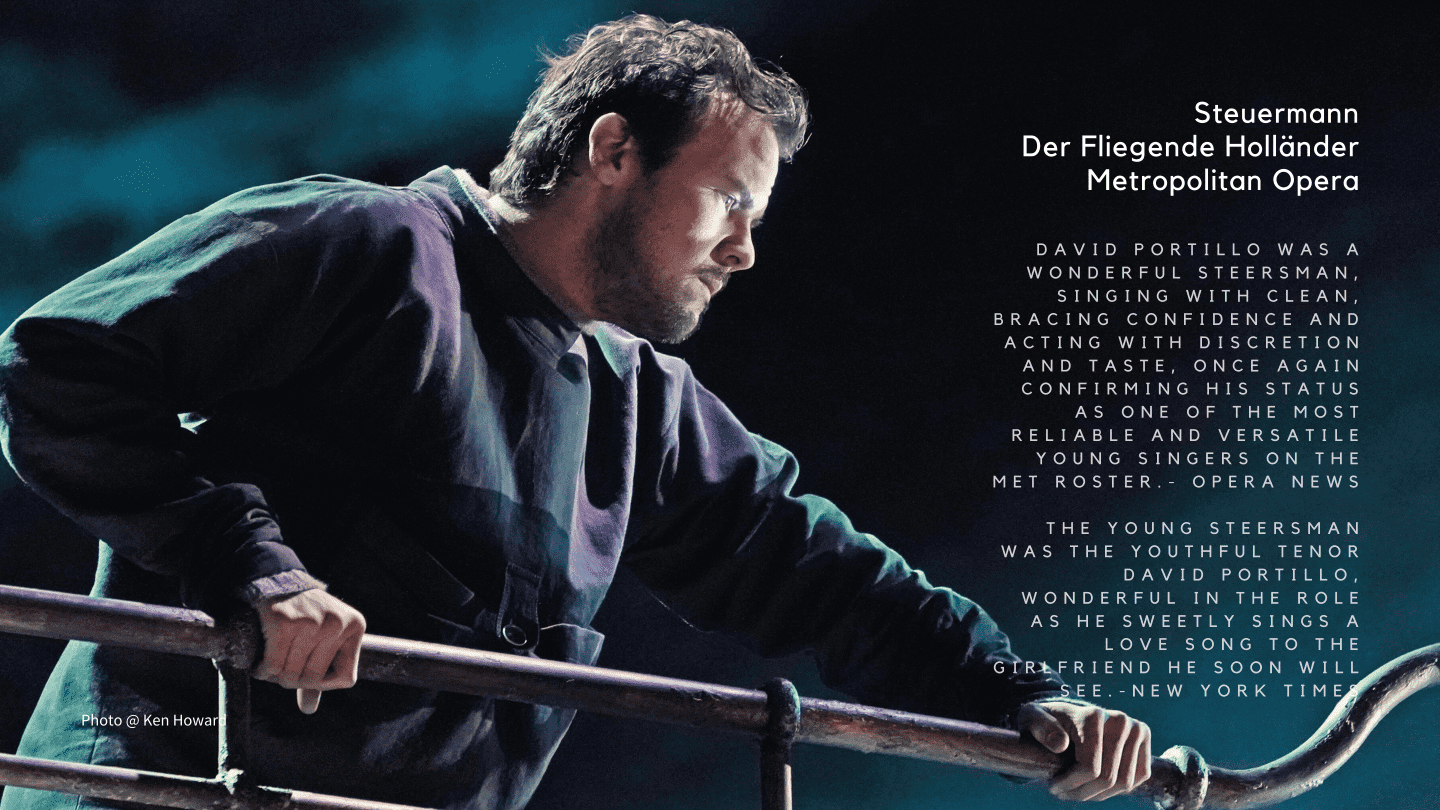 Steuermann
Der Fliegende Holländer
Metropolitan Opera
DAVID PORTILLO WAS A
WONDERFUL STEERSMAN,
SINGING WITH CLEAN,
BRACING CONFIDENCE AND
ACTING WITH DISCRETION
AND TASTE, ONCE AGAIN
CONFIRMING HIS STATUS
AS ONE OF THE MOST
RELIABLE AND VERSATILE
YOUNG SINGERS ON THE
MET ROSTER.- OPERA NEWS
THE YOUNG STEERSMAN
WAS THE YOUTHFUL TENOR
DAVID PORTILLO,
WONDERFUL IN THE ROLE
AS HE SWEETLY SINGS A
LOVE SONG TO THE
GIRLFRIEND HE SOON WILL
SEE.-NEW YORK TIMES
Photo @ Ken Howard